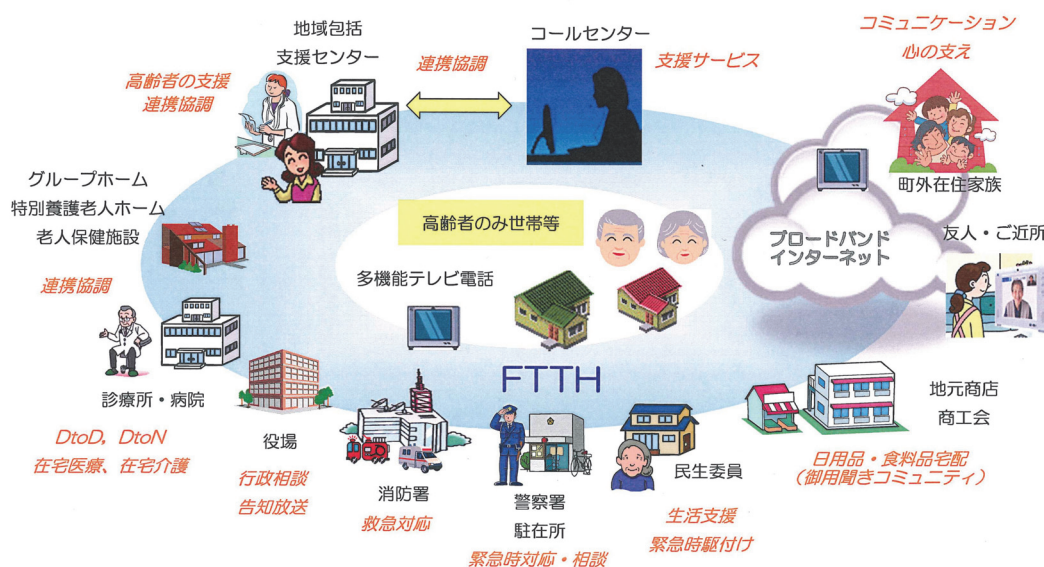 地域包括
支援センター
高齢者の支援
連携協調
連携協調
コールセンター
支援サービス
コミュニケーション
心の支え
町外在住家族
グループホーム
特別養護老人ホーム
老人保健施設
連携協調
高齢者のみ世帯等
多機能テレビ電話
ブロードバンド
インターネット
友人・ご近所
FTTH
診療所・病院
DtoD, DtoN
在宅医療、在宅介護
役場
行政相談
告知放送
消防署
救急対応
警察署
駐在所
緊急時対応・相談
民生委員
生活支援
緊急時駆付け
地元商店
商工会
日用品・食料品宅配
(御用聞きコミュニティ)